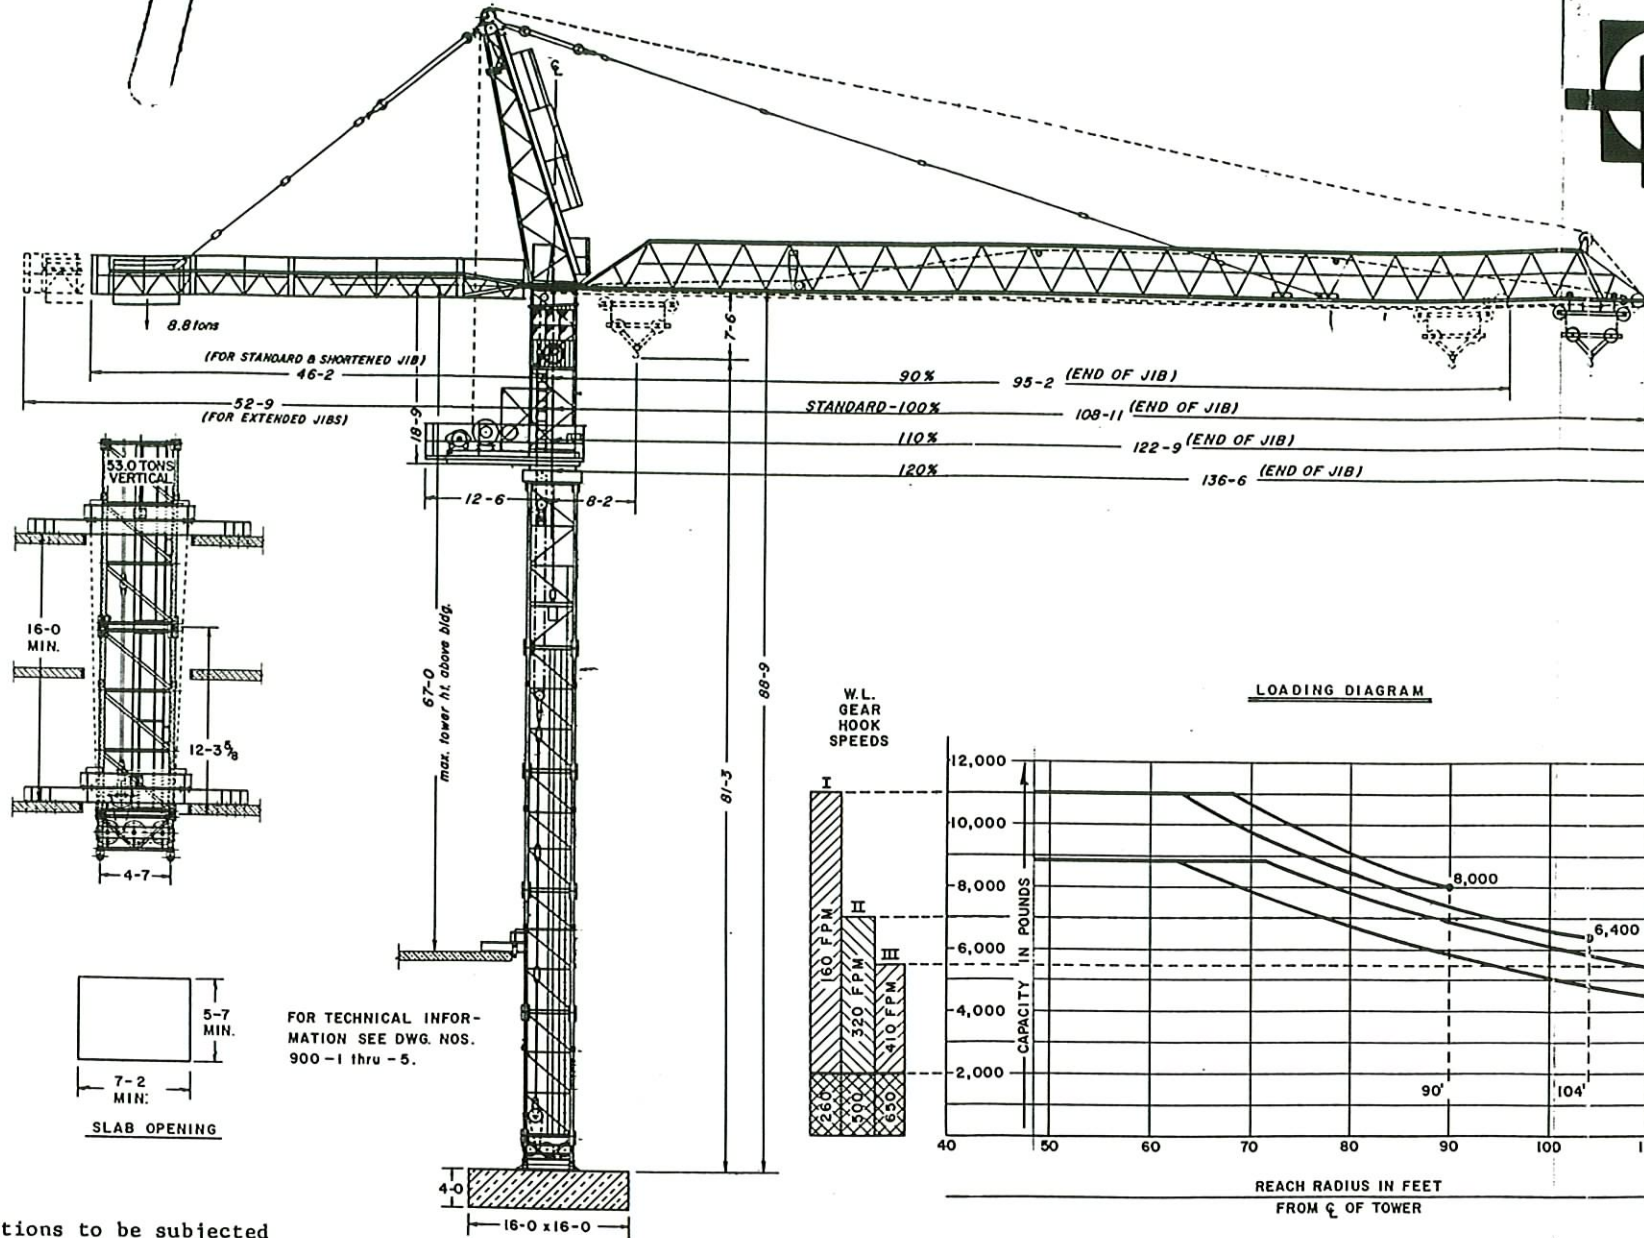 ℄
8.8 tons
(FOR STANDARD & SHORTENED JIB)
46-2
52-9
(FOR EXTENDED JIBS)
18-9
7-6
90% 95-2 (END OF JIB)
STANDARD-100% 108-11 (END OF JIB)
110% 122-9 (END OF JIB)
120% 136-6 (END OF JIB)
12-6
8-2
53.0 TONS
VERTICAL
16-0
MIN.
12-3 5/8
4-7
67-0
max. tower ht. above bldg.
81-3
88-9
5-7
MIN.
7-2
MIN.
SLAB OPENING
FOR TECHNICAL INFOR-
MATION SEE DWG. NOS.
900-1 thru -5.
4-0
16-0 x 16-0
tions to be subjected
W.L.
GEAR
HOOK
SPEEDS
I
II
III
160 FPM
320 FPM
410 FPM
260
500
650
LOADING DIAGRAM
12,000
10,000
8,000
6,000
4,000
2,000
CAPACITY IN POUNDS
8,000
6,400
90'
104'
40 50 60 70 80 90 100 1
REACH RADIUS IN FEET
FROM ℄ OF TOWER